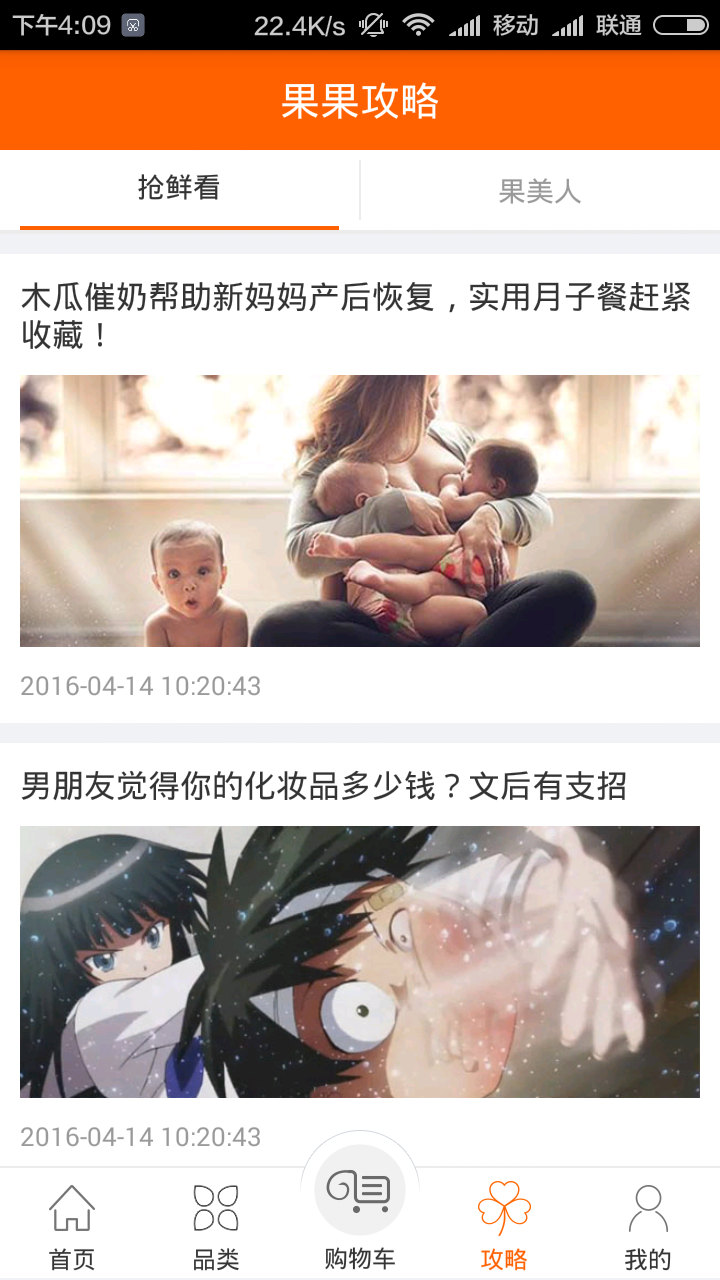 下午4:09
22.4K/s
移动
联通
果果攻略
抢鲜看
果美人
木瓜催奶帮助新妈妈产后恢复，实用月子餐赶紧
收藏！
2016-04-14 10:20:43
男朋友觉得你的化妆品多少钱？文后有支招
2016-04-14 10:20:43
首页
品类
购物车
攻略
我的